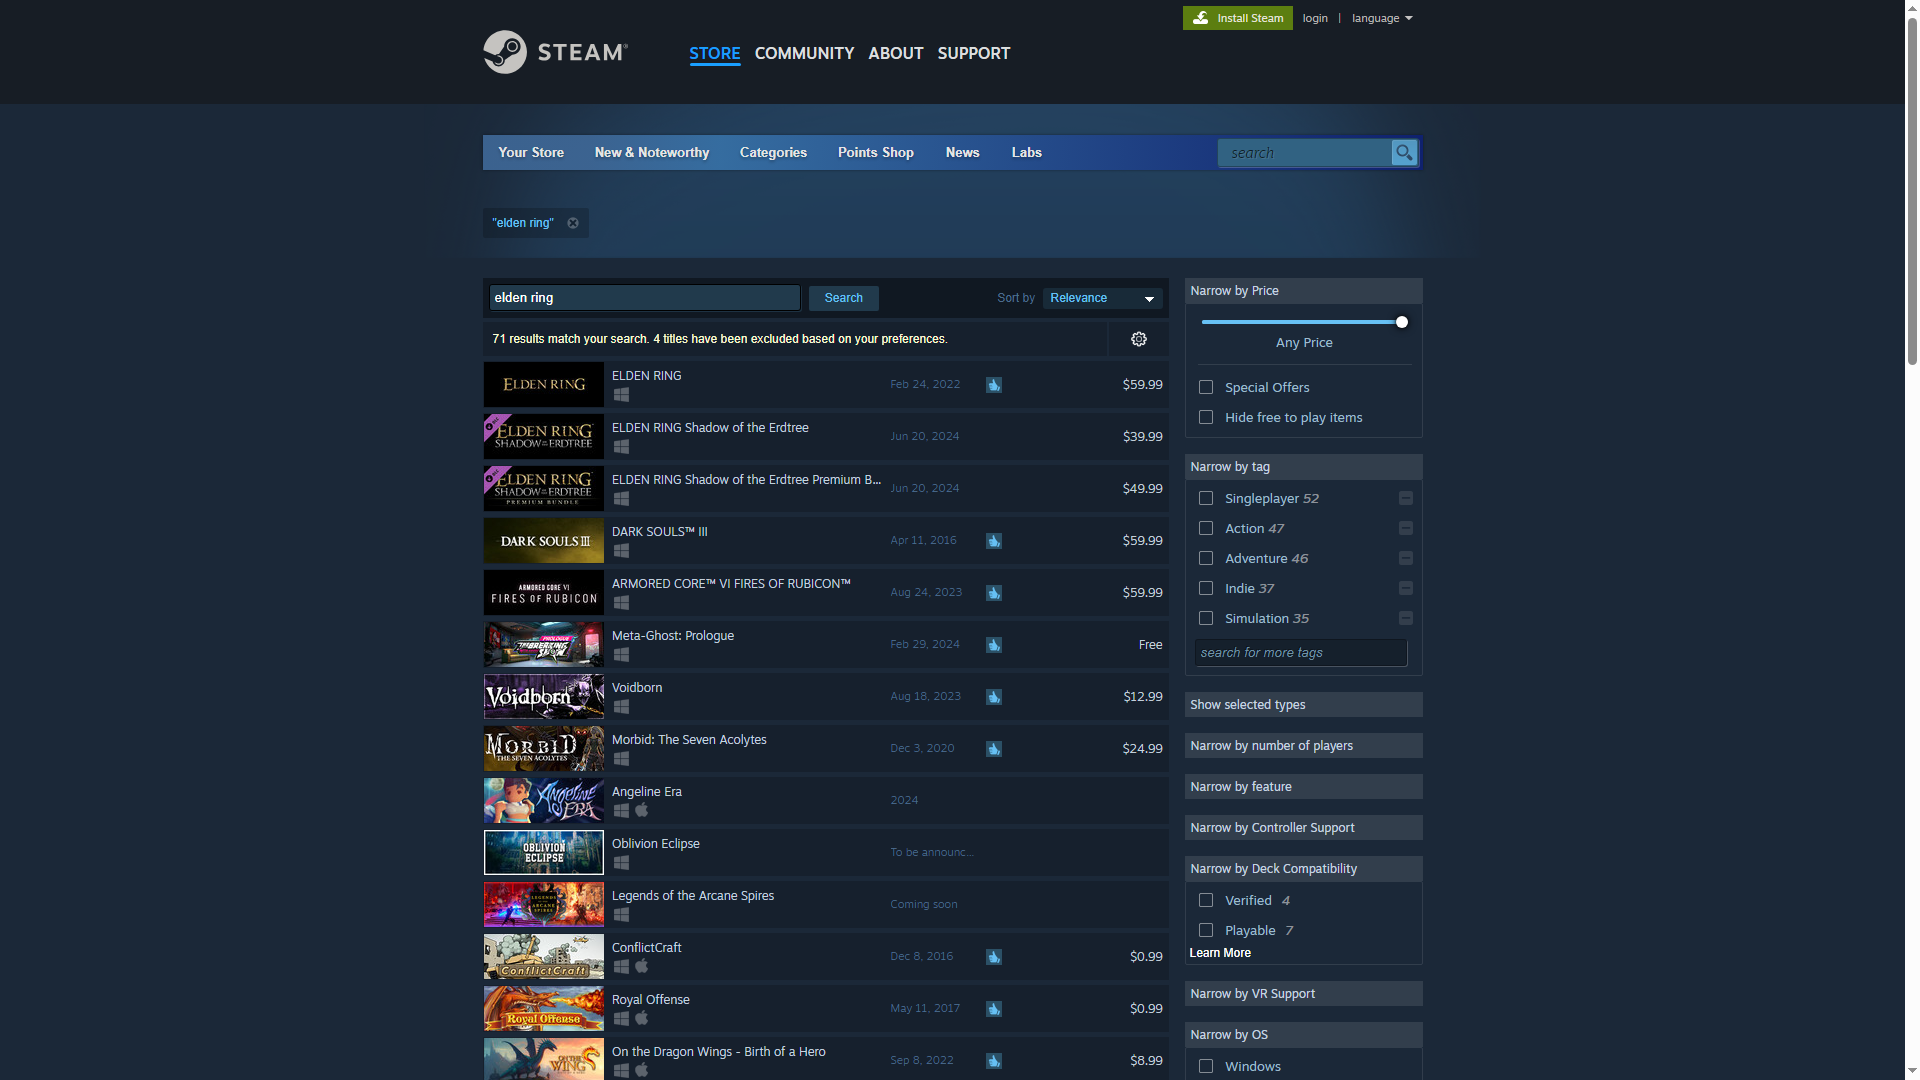 Install Steam login | language
STEAM®
STORE COMMUNITY ABOUT SUPPORT
Your Store New & Noteworthy Categories Points Shop News Labs search
"elden ring"
elden ring Search Sort by Relevance
71 results match your search. 4 titles have been excluded based on your preferences.
ELDEN RING
ELDEN RING Feb 24, 2022 $59.99
ELDEN RING
SHADOW OF THE ERDTREE
ELDEN RING Shadow of the Erdtree Jun 20, 2024 $39.99
ELDEN RING
SHADOW OF THE ERDTREE
PREMIUM BUNDLE
ELDEN RING Shadow of the Erdtree Premium B... Jun 20, 2024 $49.99
DARK SOULS III
DARK SOULS™ III Apr 11, 2016 $59.99
ARMORED CORE VI
FIRES OF RUBICON
ARMORED CORE™ VI FIRES OF RUBICON™ Aug 24, 2023 $59.99
PROLOGUE
THE BREAKING SHOW
Meta-Ghost: Prologue Feb 29, 2024 Free
Voidborn
Voidborn Aug 18, 2023 $12.99
MORBID
THE SEVEN ACOLYTES
Morbid: The Seven Acolytes Dec 3, 2020 $24.99
ANGELINE
ERA
Angeline Era 2024
OBLIVION
ECLIPSE
Oblivion Eclipse To be announc...
LEGENDS
OF THE
ARCANE
SPIRES
Legends of the Arcane Spires Coming soon
ConflictCraft
ConflictCraft Dec 8, 2016 $0.99
Royal Offense
Royal Offense May 11, 2017 $0.99
ON THE DRAGON
WINGS
On the Dragon Wings - Birth of a Hero Sep 8, 2022 $8.99
Narrow by Price
Any Price
Special Offers
Hide free to play items
Narrow by tag
Singleplayer 52
Action 47
Adventure 46
Indie 37
Simulation 35
search for more tags
Show selected types
Narrow by number of players
Narrow by feature
Narrow by Controller Support
Narrow by Deck Compatibility
Verified 4
Playable 7
Learn More
Narrow by VR Support
Narrow by OS
Windows